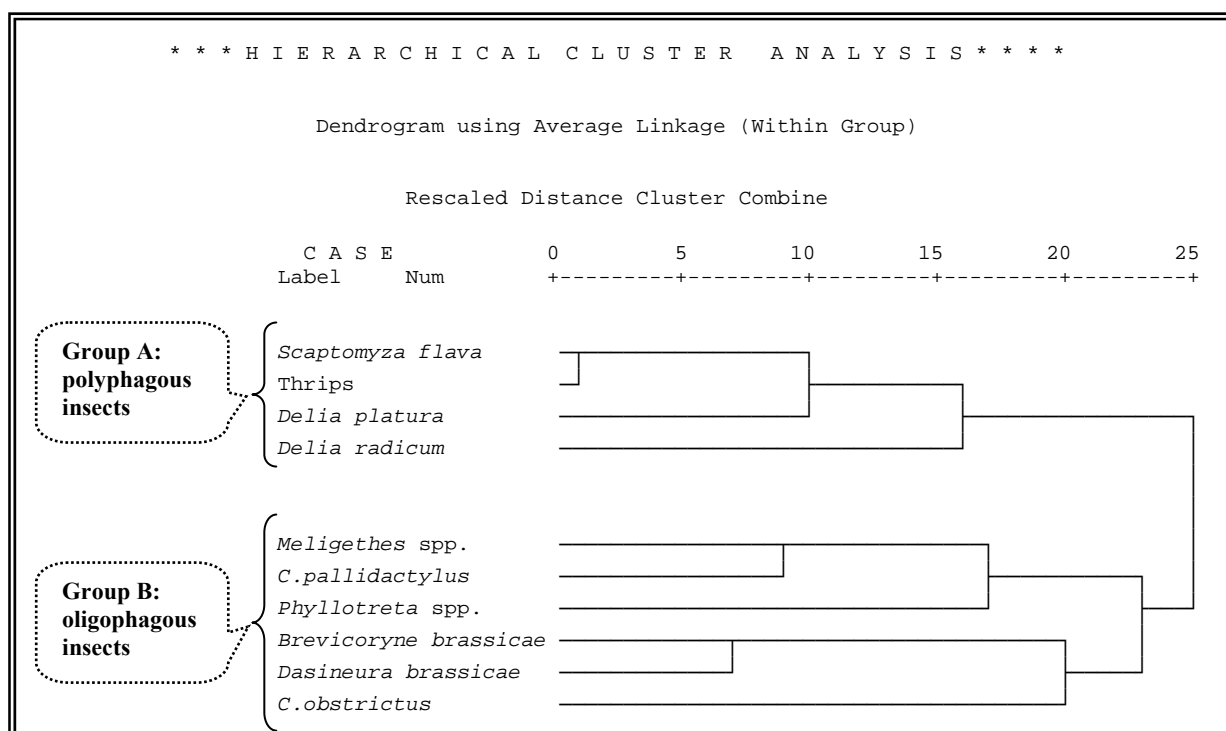 * * * H I E R A R C H I C A L C L U S T E R A N A L Y S I S * * * *
Dendrogram using Average Linkage (Within Group)
Rescaled Distance Cluster Combine
C A S E 0 5 10 15 20 25
Label Num +---------+---------+---------+---------+---------+
Group A:
polyphagous
insects
Scaptomyza flava
Thrips
Delia platura
Delia radicum
Group B:
oligophagous
insects
Meligethes spp.
C.pallidactylus
Phyllotreta spp.
Brevicoryne brassicae
Dasineura brassicae
C.obstrictus